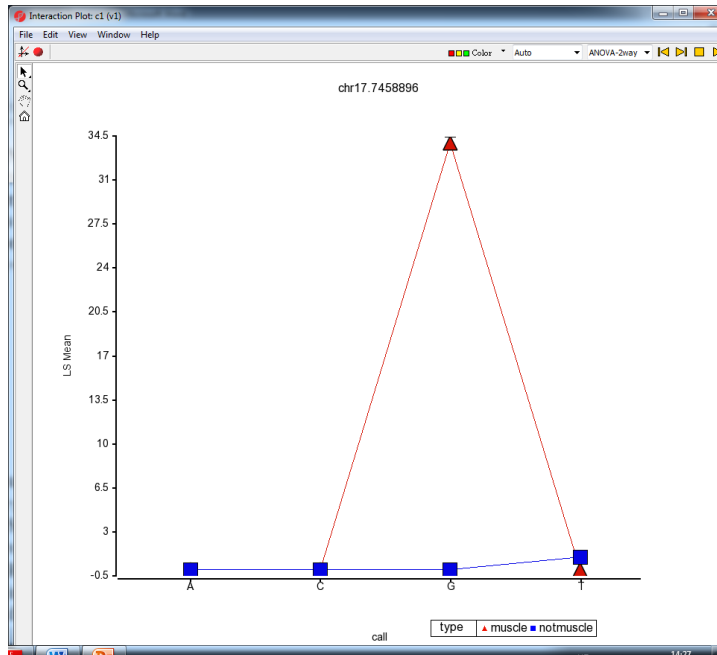 Interaction Plot: c1 (v1)
File Edit View Window Help
Color Auto ANOVA-2way
chr17.7458896
34.5
31
27.5
24
20.5
17
13.5
10
6.5
3
-0.5
LS Mean
A C G T
call
type muscle notmuscle
14:27